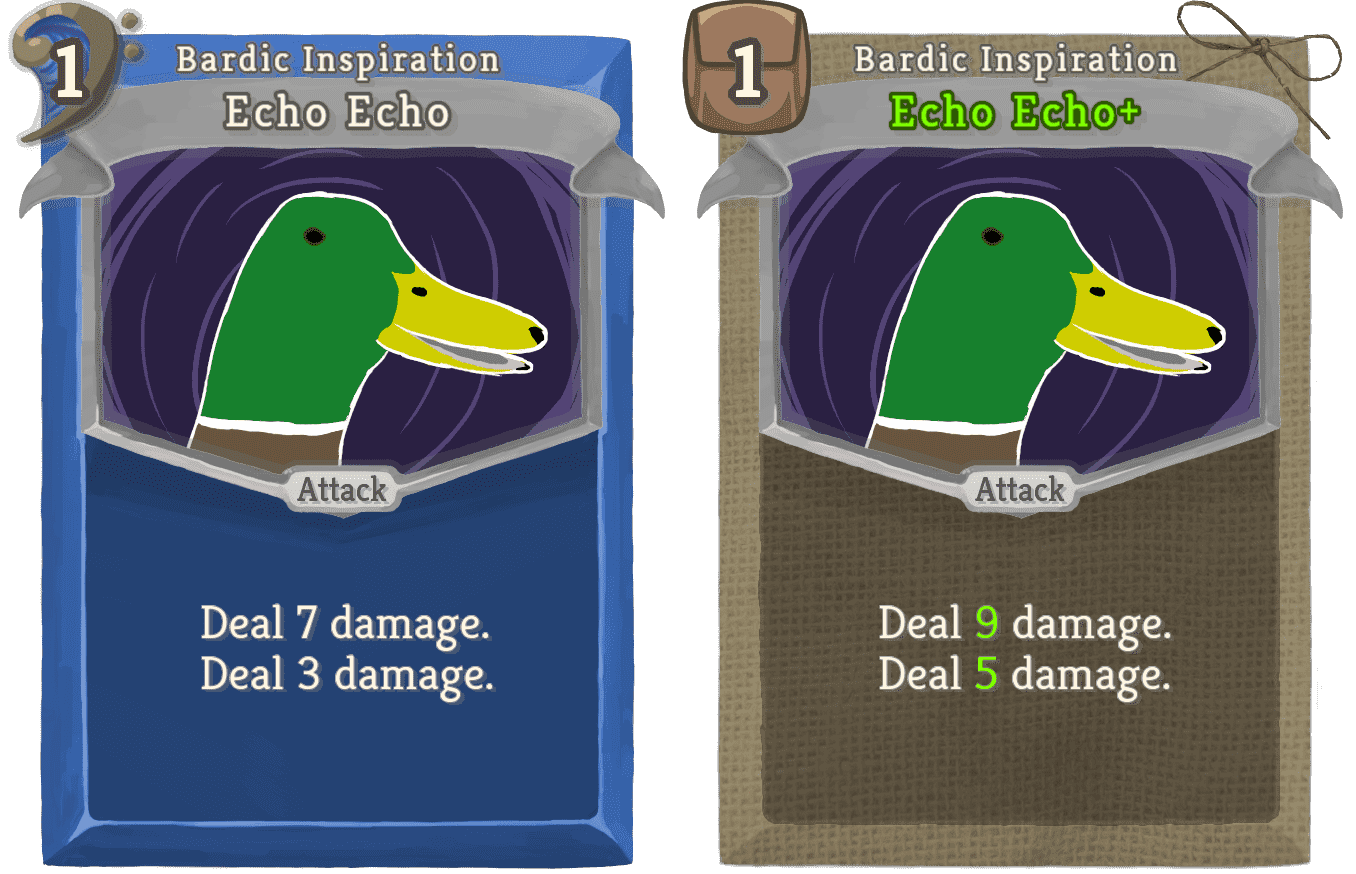 1
Bardic Inspiration
Echo Echo
Attack
Deal 7 damage.
Deal 3 damage.
1
Bardic Inspiration
Echo Echo+
Attack
Deal 9 damage.
Deal 5 damage.